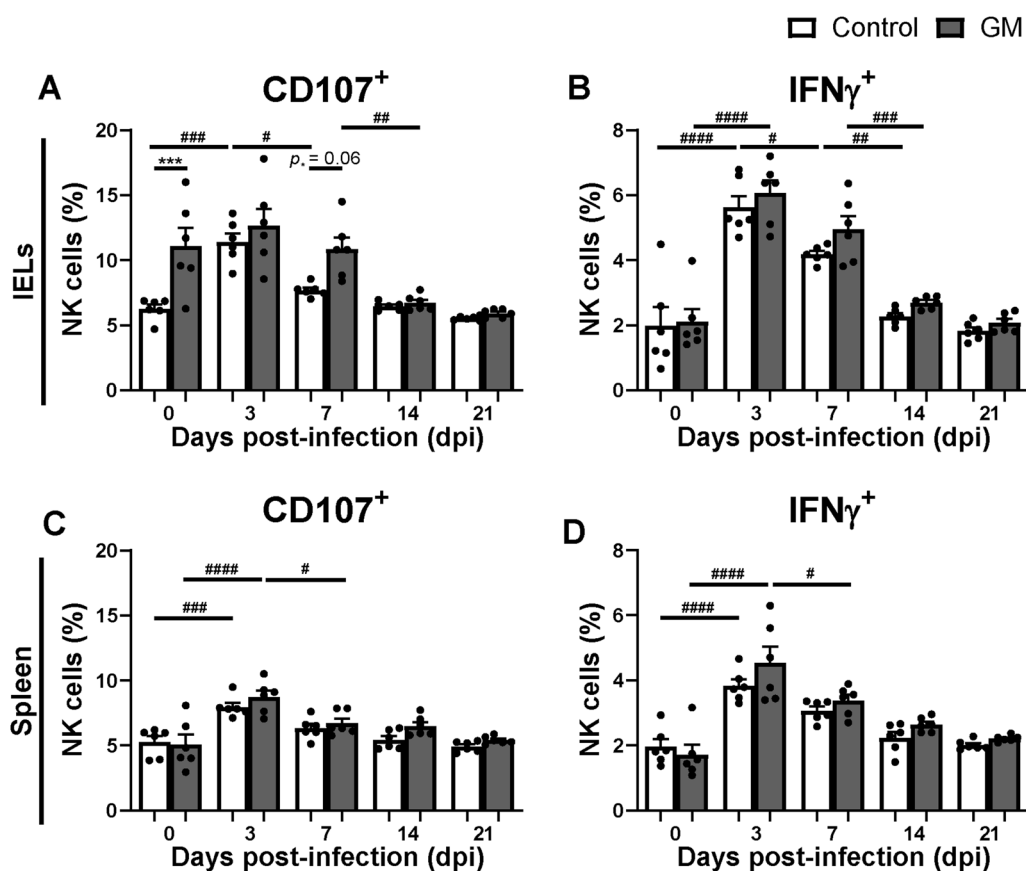 Control GM
A
CD107+
B
IFNγ+
IELs
NK cells (%)
20
15
10
5
0
###
#
##
***
p* = 0.06
0 3 7 14 21
Days post-infection (dpi)
NK cells (%)
8
6
4
2
0
####
###
####
#
##
0 3 7 14 21
Days post-infection (dpi)
C
CD107+
D
IFNγ+
Spleen
NK cells (%)
20
15
10
5
0
####
#
###
0 3 7 14 21
Days post-infection (dpi)
NK cells (%)
8
6
4
2
0
####
#
####
0 3 7 14 21
Days post-infection (dpi)